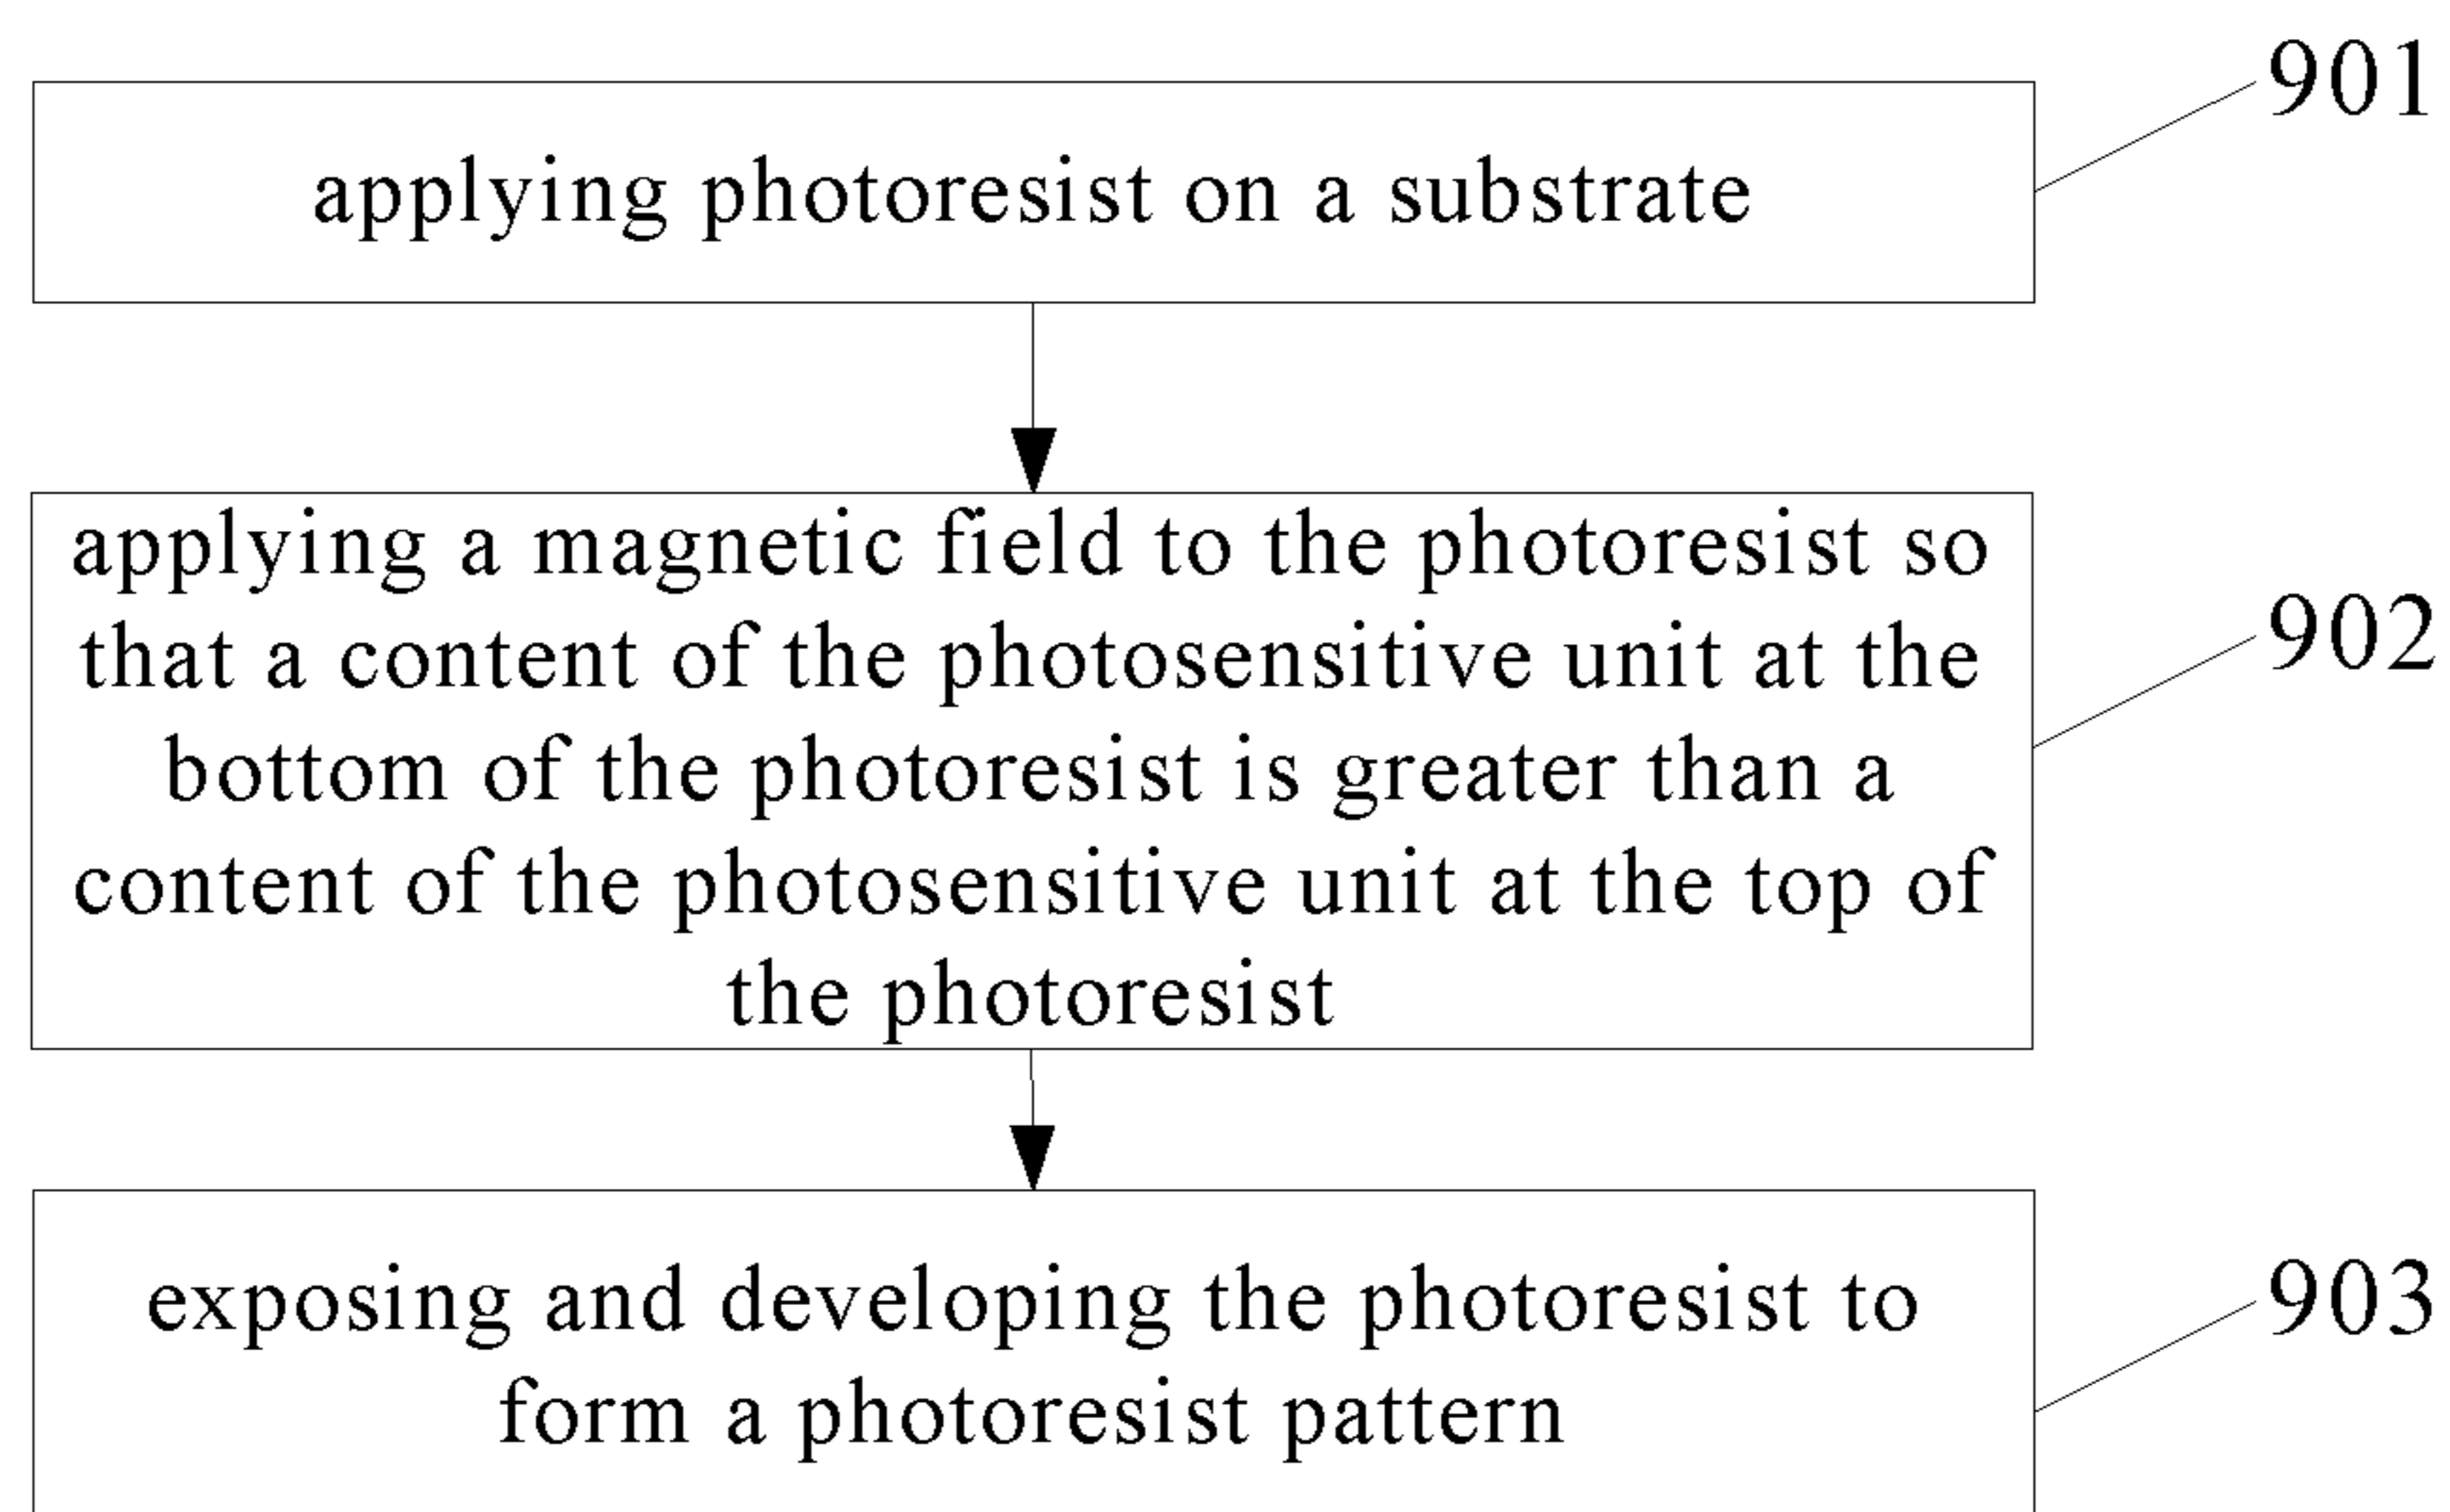 901
applying photoresist on a substrate
applying a magnetic field to the photoresist so
that a content of the photosensitive unit at the
bottom of the photoresist is greater than a
content of the photosensitive unit at the top of
the photoresist
902
exposing and developing the photoresist to
form a photoresist pattern
903